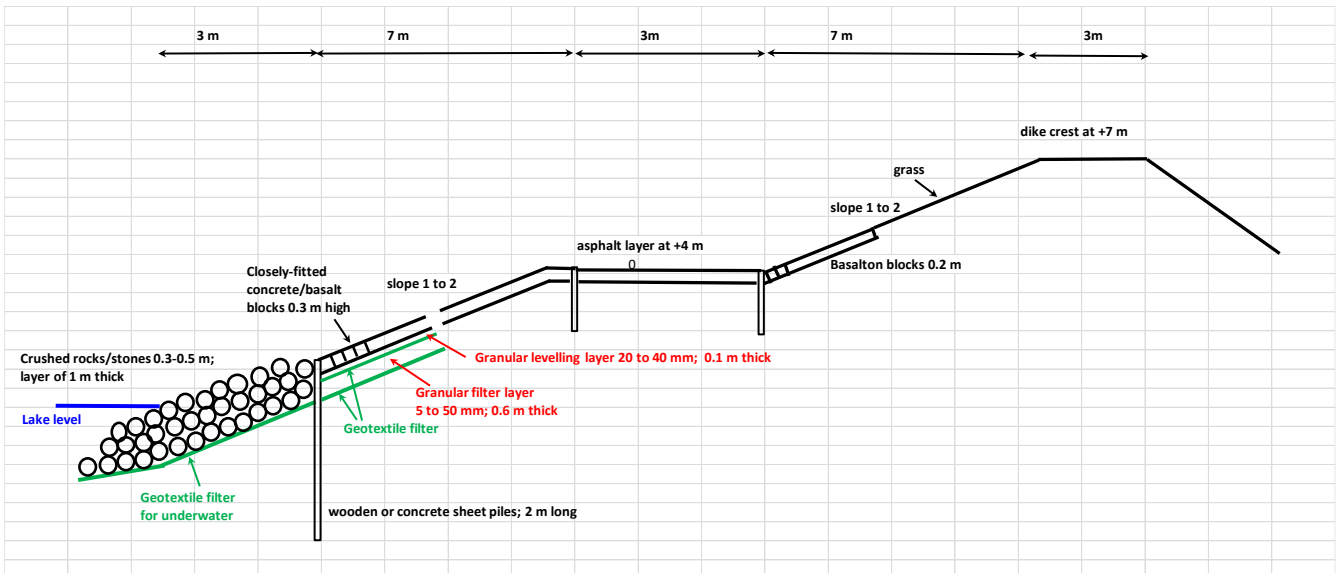 3 m
7 m
3m
7 m
3m
dike crest at +7 m
grass
slope 1 to 2
asphalt layer at +4 m
0
Basalton blocks 0.2 m
Closely-fitted
concrete/basalt
blocks 0.3 m high
slope 1 to 2
Crushed rocks/stones 0.3-0.5 m;
layer of 1 m thick
Granular levelling layer 20 to 40 mm; 0.1 m thick
Granular filter layer
5 to 50 mm; 0.6 m thick
Lake level
Geotextile filter
Geotextile filter
for underwater
wooden or concrete sheet piles; 2 m long